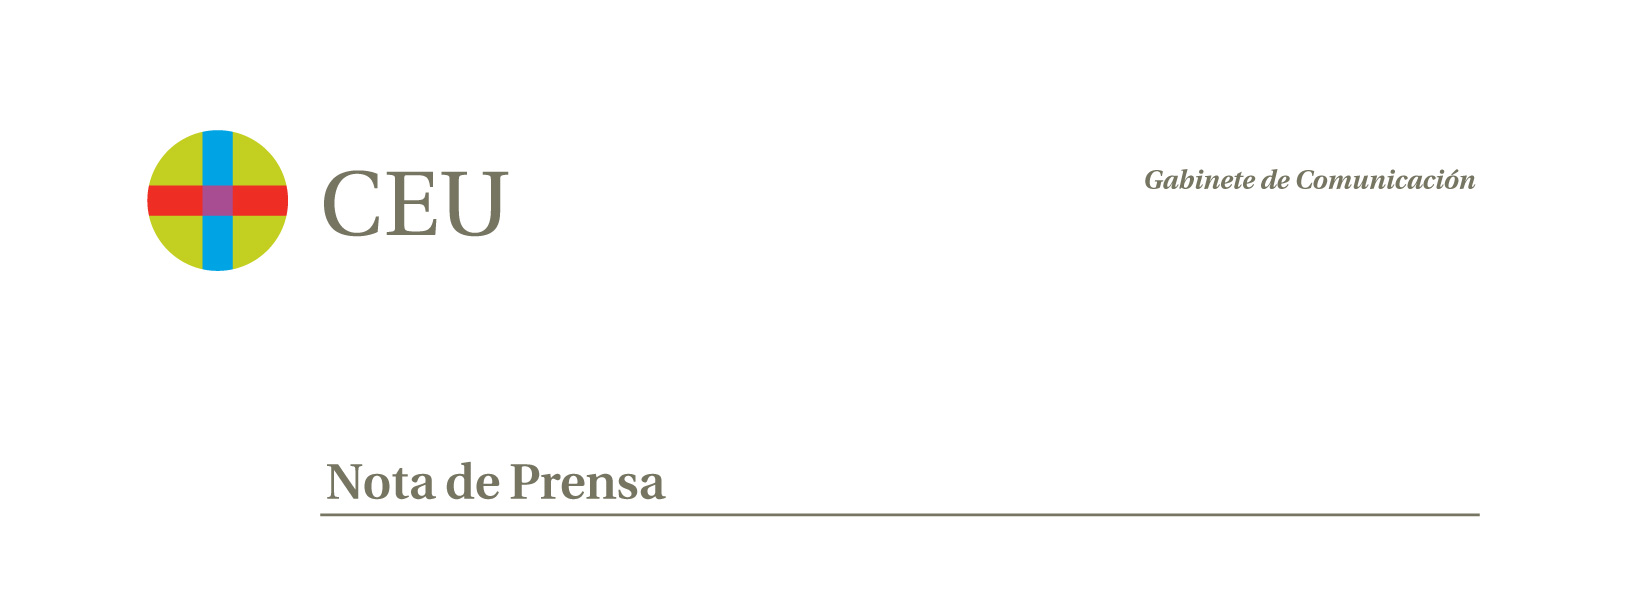 CEU
Gabinete de Comunicación
Nota de Prensa